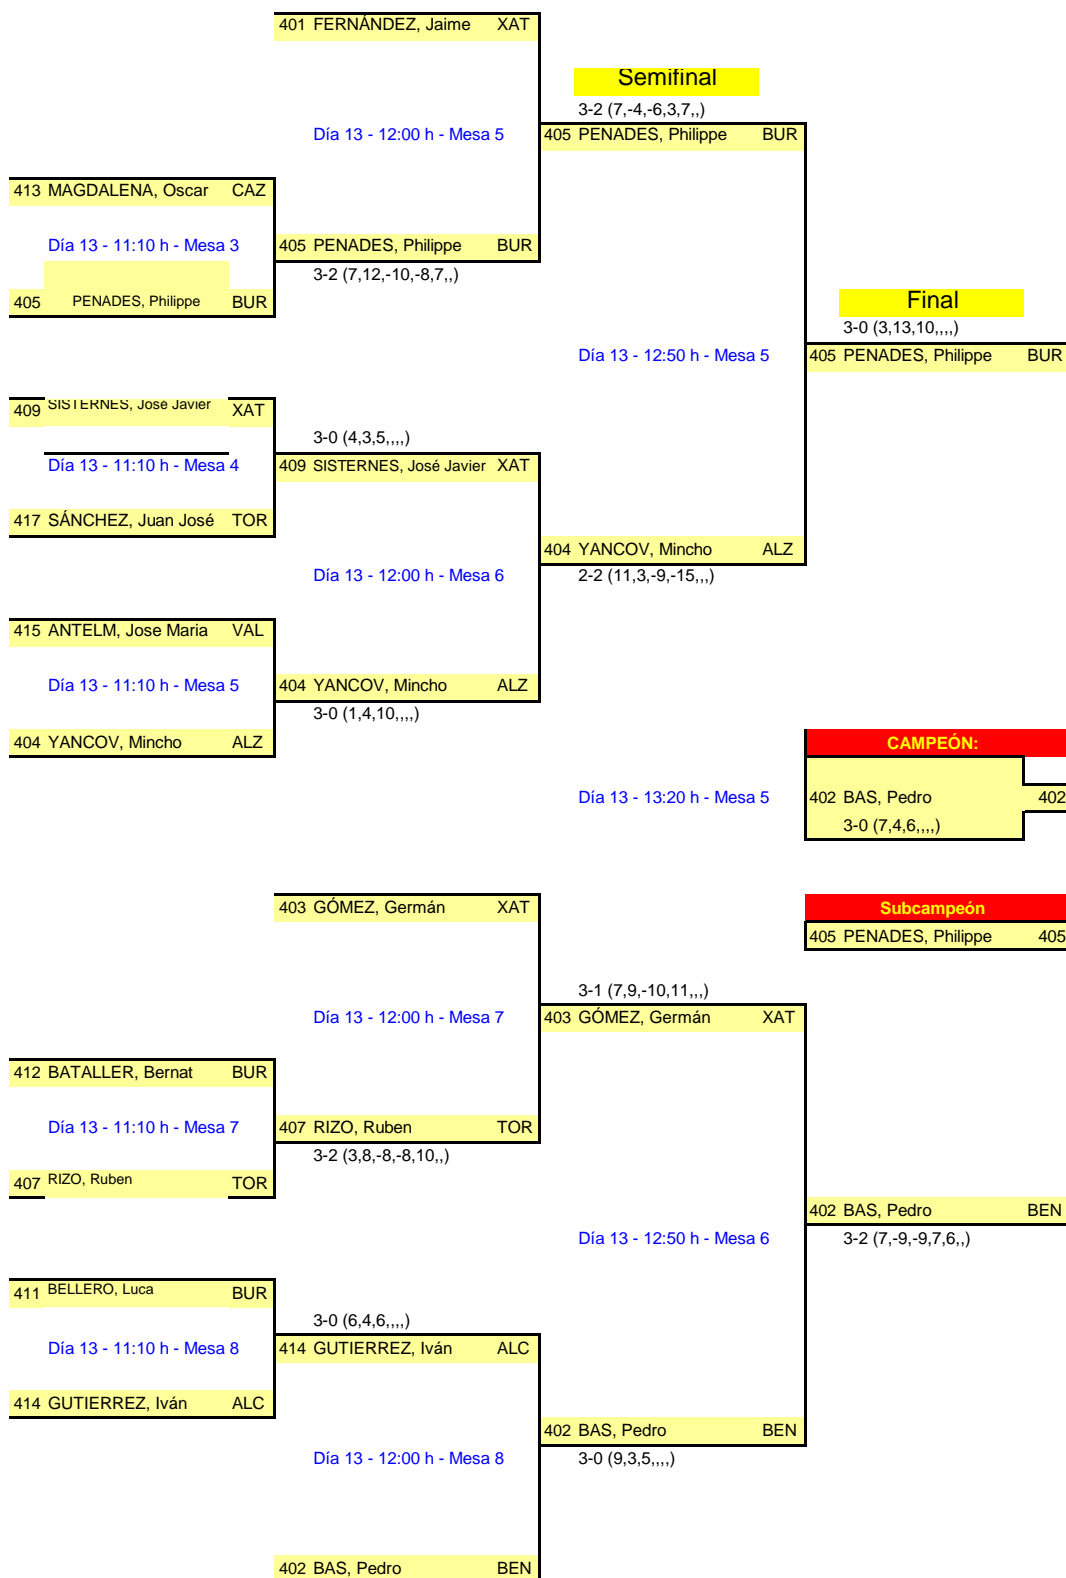 401 FERNÁNDEZ, Jaime XAT
Semifinal
3-2 (7,-4,-6,3,7,,)
Día 13 - 12:00 h - Mesa 5
405 PENADES, Philippe BUR
413 MAGDALENA, Oscar CAZ
Día 13 - 11:10 h - Mesa 3
405 PENADES, Philippe BUR
3-2 (7,12,-10,-8,7,,)
405 PENADES, Philippe BUR
Final
3-0 (3,13,10,,,,)
Día 13 - 12:50 h - Mesa 5
405 PENADES, Philippe BUR
409 SISTERNES, José Javier XAT
3-0 (4,3,5,,,,)
Día 13 - 11:10 h - Mesa 4
409 SISTERNES, José Javier XAT
417 SÁNCHEZ, Juan José TOR
404 YANCOV, Mincho ALZ
Día 13 - 12:00 h - Mesa 6
2-2 (11,3,-9,-15,,,)
415 ANTELM, Jose Maria VAL
Día 13 - 11:10 h - Mesa 5
404 YANCOV, Mincho ALZ
3-0 (1,4,10,,,,)
404 YANCOV, Mincho ALZ
CAMPEÓN:
Día 13 - 13:20 h - Mesa 5
402 BAS, Pedro 402
3-0 (7,4,6,,,,)
403 GÓMEZ, Germán XAT
Subcampeón
405 PENADES, Philippe 405
3-1 (7,9,-10,11,,,)
Día 13 - 12:00 h - Mesa 7
403 GÓMEZ, Germán XAT
412 BATALLER, Bernat BUR
Día 13 - 11:10 h - Mesa 7
407 RIZO, Ruben TOR
3-2 (3,8,-8,-8,10,,)
407 RIZO, Ruben TOR
402 BAS, Pedro BEN
Día 13 - 12:50 h - Mesa 6
3-2 (7,-9,-9,7,6,,)
411 BELLERO, Luca BUR
3-0 (6,4,6,,,,)
Día 13 - 11:10 h - Mesa 8
414 GUTIERREZ, Iván ALC
414 GUTIERREZ, Iván ALC
402 BAS, Pedro BEN
Día 13 - 12:00 h - Mesa 8
3-0 (9,3,5,,,,)
402 BAS, Pedro BEN